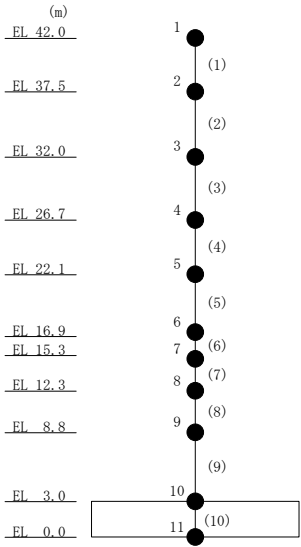 (m)
EL 42.0
1
(1)
EL 37.5
2
(2)
EL 32.0
3
(3)
EL 26.7
4
(4)
EL 22.1
5
(5)
EL 16.9
6
(6)
EL 15.3
7
(7)
EL 12.3
8
(8)
EL 8.8
9
(9)
EL 3.0
10
(10)
EL 0.0
11